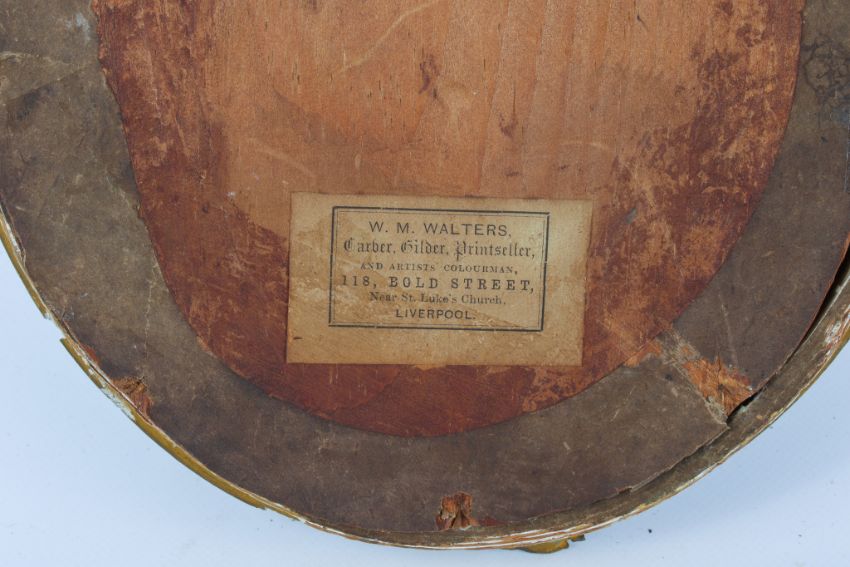 W. M. WALTERS,
Carver, Gilder, Printseller,
AND ARTISTS' COLOURMAN,
118, BOLD STREET,
Near St. Luke's Church,
LIVERPOOL.